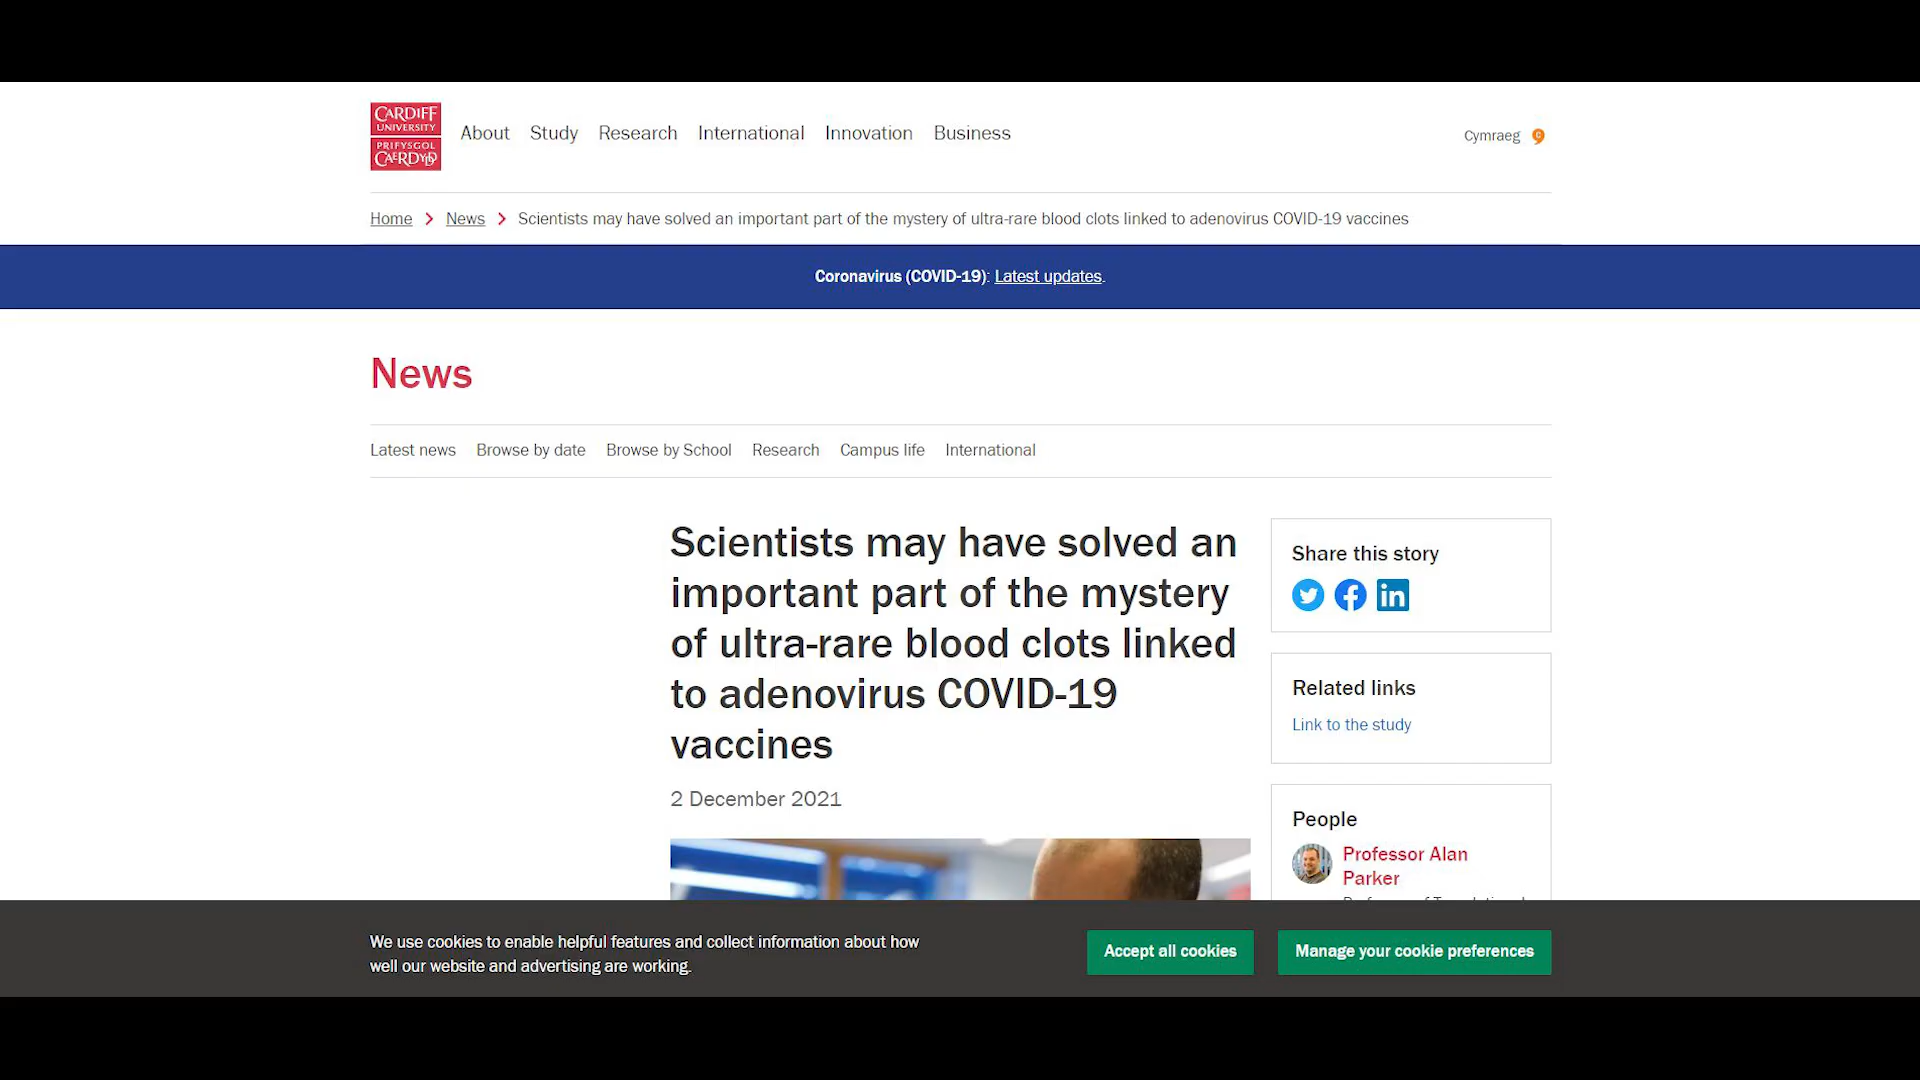 CARDIFF
UNIVERSITY
PRIFYSGOL
CAERDYDD
About Study Research International Innovation Business
Cymraeg
Home News Scientists may have solved an important part of the mystery of ultra-rare blood clots linked to adenovirus COVID-19 vaccines
Coronavirus (COVID-19): Latest updates.
News
Latest news Browse by date Browse by School Research Campus life International
Scientists may have solved an
important part of the mystery
of ultra-rare blood clots linked
to adenovirus COVID-19
vaccines
2 December 2021
Share this story
Related links
Link to the study
People
Professor Alan
Parker
We use cookies to enable helpful features and collect information about how
well our website and advertising are working.
Accept all cookies
Manage your cookie preferences